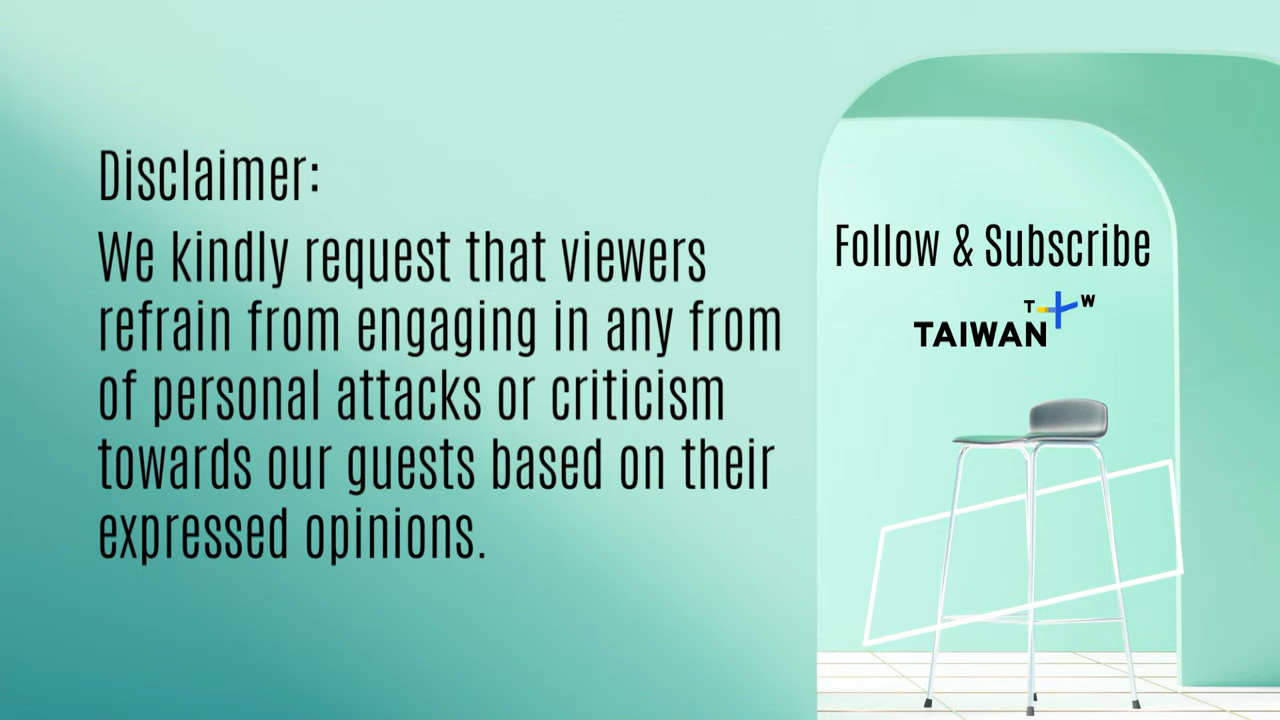 Disclaimer:
We kindly request that viewers
refrain from engaging in any from
of personal attacks or criticism
towards our guests based on their
expressed opinions.
Follow & Subscribe
T W
TAIWAN